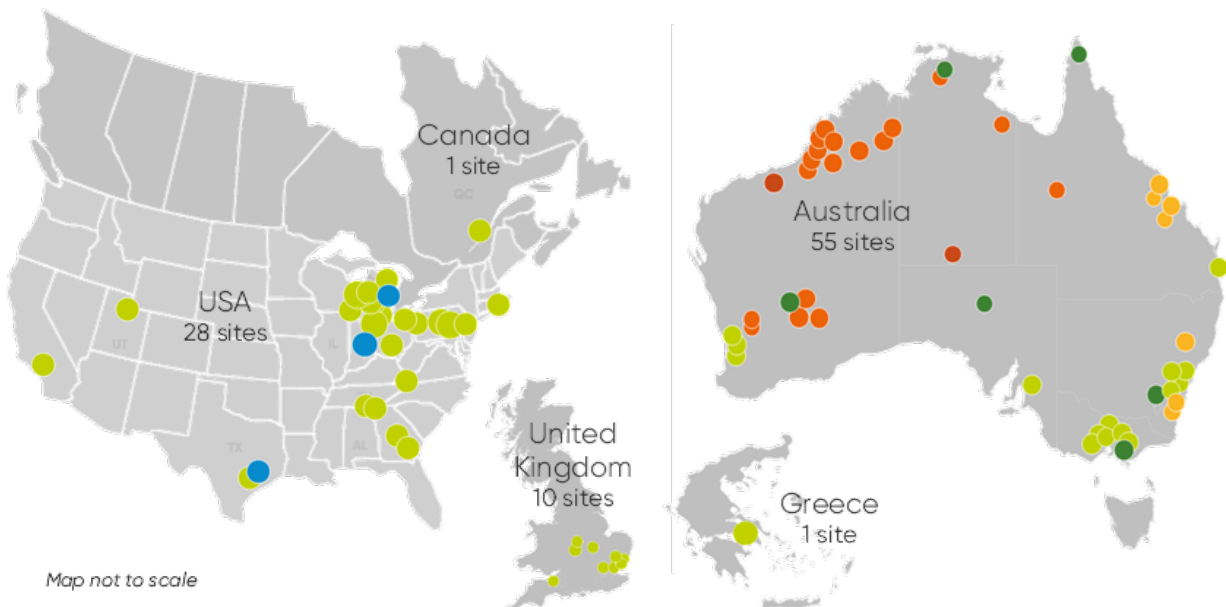 Canada
1 site
QC
USA
28 sites
UT
IL
TX
AL
United
Kingdom
10 sites
Map not to scale
Australia
55 sites
Greece
1 site